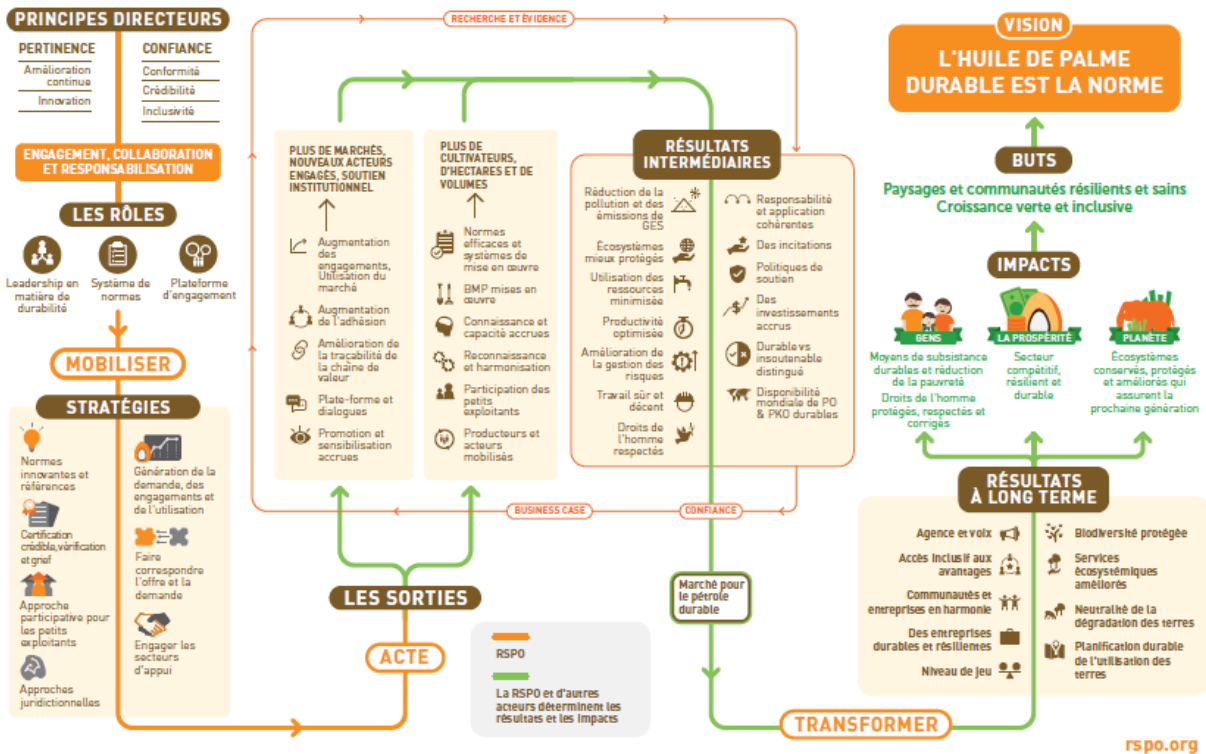 PRINCIPES DIRECTEURS
PERTINENCE
Amélioration
continue
Innovation
CONFIANCE
Conformité
Crédibilité
Inclusivité
ENGAGEMENT, COLLABORATION
ET RESPONSABILISATION
LES RÔLES
Leadership en
matière de
durabilité
Système de
normes
Plateforme
d'engagement
MOBILISER
STRATÉGIES
Normes
innovantes et
références
Certification
crédible, vérification
et grief
Approche
participative pour
les petits
exploitants
Approches
juridictionnelles
Génération de la
demande, des
engagements et
de l'utilisation
Faire
correspondre
l'offre et la
demande
Engager les
secteurs
d'appui
RECHERCHE ET ÉVIDENCE
PLUS DE MARCHÉS,
NOUVEAUX ACTEURS
ENGAGÉS, SOUTIEN
INSTITUTIONNEL
Augmentation
des
engagements,
Utilisation du
marché
Augmentation
de l'adhésion
Amélioration de
la traçabilité de
la chaîne de
valeur
Plate-forme et
dialogues
Promotion et
sensibilisation
accrues
PLUS DE
CULTIVATEURS,
D'HECTARES ET DE
VOLUMES
Normes
efficaces et
systèmes de
mise en œuvre
BMP mises en
œuvre
Connaissance et
capacité accrues
Reconnaissance
et harmonisation
Participation des
petits
exploitants
Producteurs et
acteurs
mobilisés
RÉSULTATS
INTERMÉDIAIRES
Réduction de la
pollution et des
émissions de
GES
Écosystèmes
mieux protégés
Utilisation des
ressources
minimisée
Productivité
optimisée
Amélioration de
la gestion des
risques
Travail sûr et
décent
Droits de
l'homme
respectés
Responsabilité
et application
cohérentes
Des incitations
Politiques de
soutien
Des
investissements
accrus
Durable vs
insoutenable
distingué
Disponibilité
mondiale de PO
& PKO durables
BUSINESS CASE
CONFIANCE
LES SORTIES
ACTE
RSPO
La RSPO et d'autres
acteurs déterminent les
résultats et les impacts
Marché pour
le pétrole
durable
TRANSFORMER
VISION
L'HUILE DE PALME
DURABLE EST LA NORME
BUTS
Paysages et communautés résilients et sains
Croissance verte et inclusive
IMPACTS
GENS
Moyens de subsistance
durables et réduction
de la pauvreté
Droits de l'homme
protégés, respectés et
corrigés
LA PROSPÉRITÉ
Secteur
compétitif,
résilient et
durable
PLANÈTE
Écosystèmes
conservés, protégés
et améliorés qui
assurent la
prochaine génération
RÉSULTATS
À LONG TERME
Agence et voix
Accès inclusif aux
avantages
Communautés et
entreprises en harmonie
Des entreprises
durables et résilientes
Niveau de jeu
Biodiversité protégée
Services
écosystémiques
améliorés
Neutralité de la
dégradation des terres
Planification durable
de l'utilisation des
terres
rspo.org